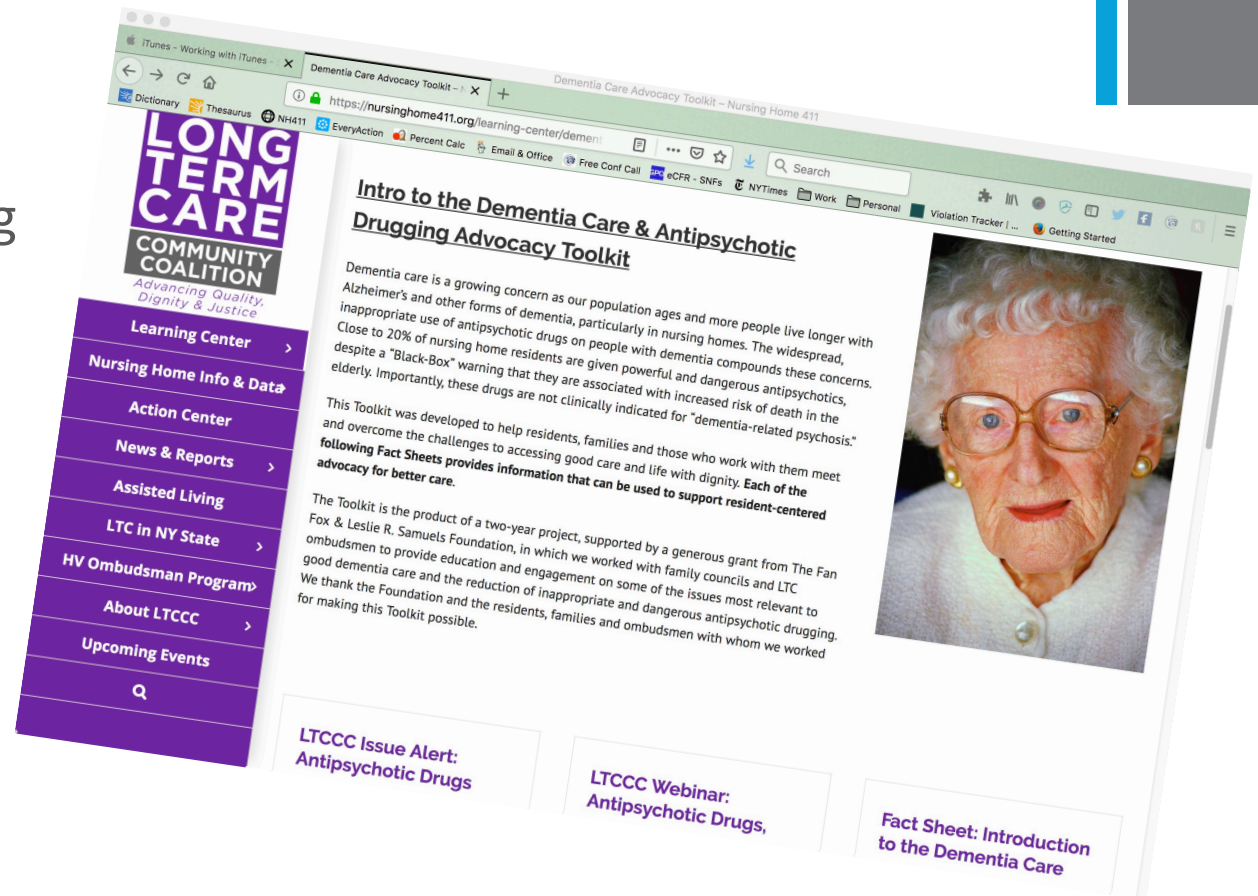 g
iTunes - Working with iTunes -
Dementia Care Advocacy Toolkit –
Dementia Care Advocacy Toolkit – Nursing Home 411
https://nursinghome411.org/learning-center/dement
Search
Dictionary Thesaurus NH411 EveryAction Percent Calc Email & Office Free Conf Call eCFR - SNFs NYTimes Work Personal Violation Tracker | ... Getting Started
LONG
TERM
CARE
COMMUNITY
COALITION
Advancing Quality,
Dignity & Justice
Learning Center
Nursing Home Info & Data
Action Center
News & Reports
Assisted Living
LTC in NY State
HV Ombudsman Program
About LTCCC
Upcoming Events
Intro to the Dementia Care & Antipsychotic
Drugging Advocacy Toolkit
Dementia care is a growing concern as our population ages and more people live longer with
Alzheimer's and other forms of dementia, particularly in nursing homes. The widespread,
inappropriate use of antipsychotic drugs on people with dementia compounds these concerns.
Close to 20% of nursing home residents are given powerful and dangerous antipsychotics,
despite a "Black-Box" warning that they are associated with increased risk of death in the
elderly. Importantly, these drugs are not clinically indicated for "dementia-related psychosis."
This Toolkit was developed to help residents, families and those who work with them meet
and overcome the challenges to accessing good care and life with dignity. Each of the
following Fact Sheets provides information that can be used to support resident-centered
advocacy for better care.
The Toolkit is the product of a two-year project, supported by a generous grant from The Fan
Fox & Leslie R. Samuels Foundation, in which we worked with family councils and LTC
ombudsmen to provide education and engagement on some of the issues most relevant to
good dementia care and the reduction of inappropriate and dangerous antipsychotic drugging.
We thank the Foundation and the residents, families and ombudsmen with whom we worked
for making this Toolkit possible.
LTCCC Issue Alert:
Antipsychotic Drugs
LTCCC Webinar:
Antipsychotic Drugs,
Fact Sheet: Introduction
to the Dementia Care